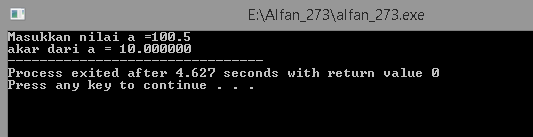 E:\Alfan_273\alfan_273.exe
Masukkan nilai a =100.5
akar dari a = 10.000000
--------------------------------
Process exited after 4.627 seconds with return value 0
Press any key to continue . . .